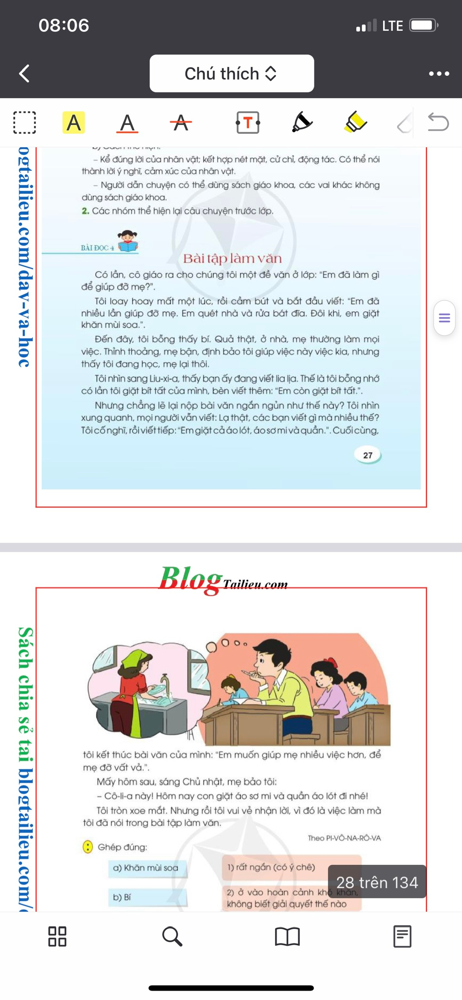 08:06
LTE
Chú thích
A
A
A
T
– Kể đúng lời của nhân vật; kết hợp nét mặt, cử chỉ, động tác. Có thể nói
thành lời ý nghĩ, cảm xúc của nhân vật.
– Người dẫn chuyện có thể dùng sách giáo khoa, các vai khác không
dùng sách giáo khoa.
2. Các nhóm thể hiện lại câu chuyện trước lớp.
BÀI ĐỌC 4
Bài tập làm văn
Có lần, cô giáo ra cho chúng tôi một đề văn ở lớp: "Em đã làm gì
để giúp đỡ mẹ?".
Tôi loay hoay mất một lúc, rồi cầm bút và bắt đầu viết: "Em đã
nhiều lần giúp đỡ mẹ. Em quét nhà và rửa bát đĩa. Đôi khi, em giặt
khăn mùi soa.".
Đến đây, tôi bỗng thấy bí. Quả thật, ở nhà, mẹ thường làm mọi
việc. Thỉnh thoảng, mẹ bận, định bảo tôi giúp việc này việc kia, nhưng
thấy tôi đang học, mẹ lại thôi.
Tôi nhìn sang Liu-xi-a, thấy bạn ấy đang viết lia lịa. Thế là tôi bỗng nhớ
có lần tôi giặt bít tất của mình, bèn viết thêm: "Em còn giặt bít tất.".
Nhưng chẳng lẽ lại nộp bài văn ngắn ngủn như thế này? Tôi nhìn
xung quanh, mọi người vẫn viết: Lạ thật, các bạn viết gì mà nhiều thế?
Tôi cố nghĩ, rồi viết tiếp: "Em giặt cả áo lót, áo sơ mi và quần.". Cuối cùng,
27
ogtailieu.com/day-va-hoc
Blog Tailieu.com
tôi kết thúc bài văn của mình: "Em muốn giúp mẹ nhiều việc hơn, để
mẹ đỡ vất vả.".
Mấy hôm sau, sáng Chủ nhật, mẹ bảo tôi:
– Cô-li-a này! Hôm nay con giặt áo sơ mi và quần áo lót đi nhé!
Tôi tròn xoe mắt. Nhưng rồi tôi vui vẻ nhận lời, vì đó là việc làm mà
tôi đã nói trong bài tập làm văn.
Theo PI-VÔ-NA-RÔ-VA
Ghép đúng:
a) Khăn mùi soa
1) rất ngắn (có ý chê)
b) Bí
2) ở vào hoàn cảnh khó khăn,
không biết giải quyết thế nào
28 trên 134
Sách chia sẻ tại blogtailieu.com/